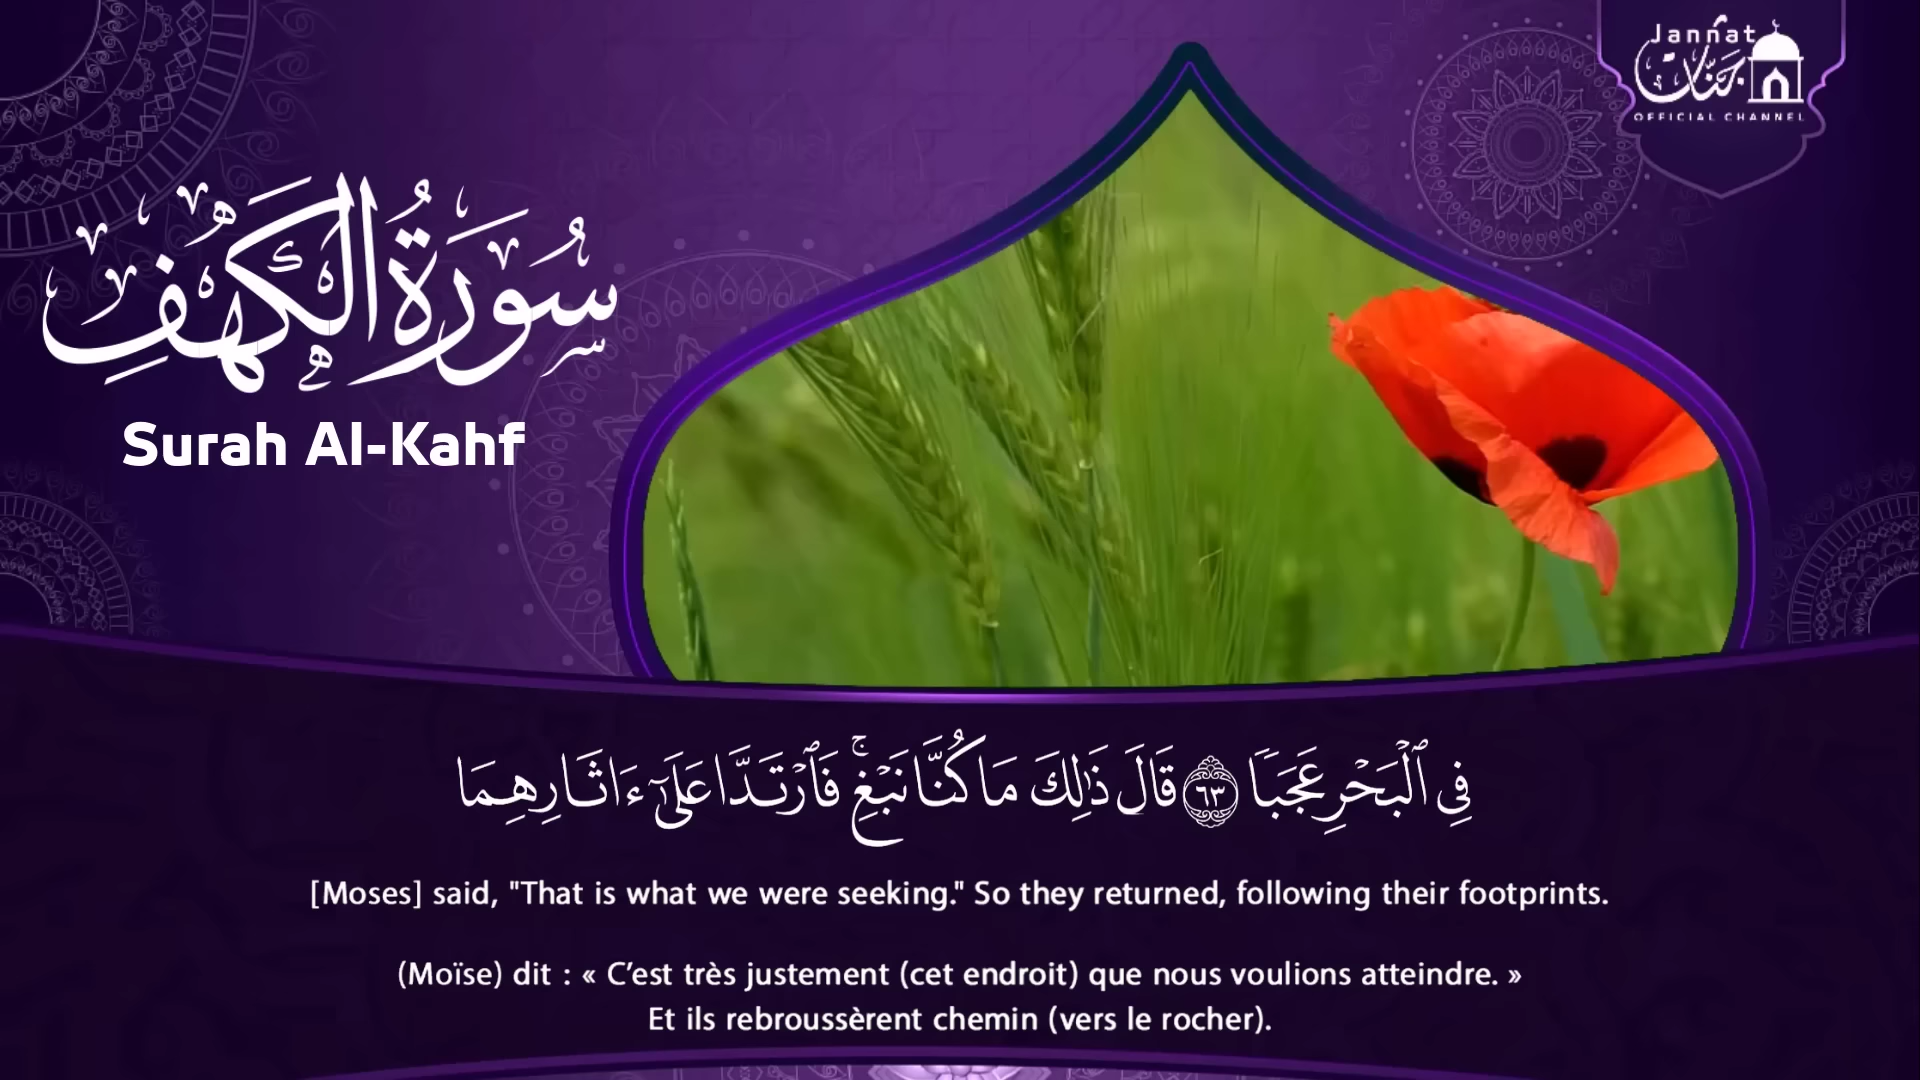 Jannat
جنات
OFFICIAL CHANNEL
سُورَةُ الْكَهْفِ
Surah Al-Kahf
فِي ٱلْبَحْرِ عَجَبًا ٦٣ قَالَ ذَٰلِكَ مَا كُنَّا نَبْغِ ۚ فَٱرْتَدَّا عَلَىٰٓ ءَاثَارِهِمَا
[Moses] said, "That is what we were seeking." So they returned, following their footprints.
(Moïse) dit : « C’est très justement (cet endroit) que nous voulions atteindre. »
Et ils rebroussèrent chemin (vers le rocher).